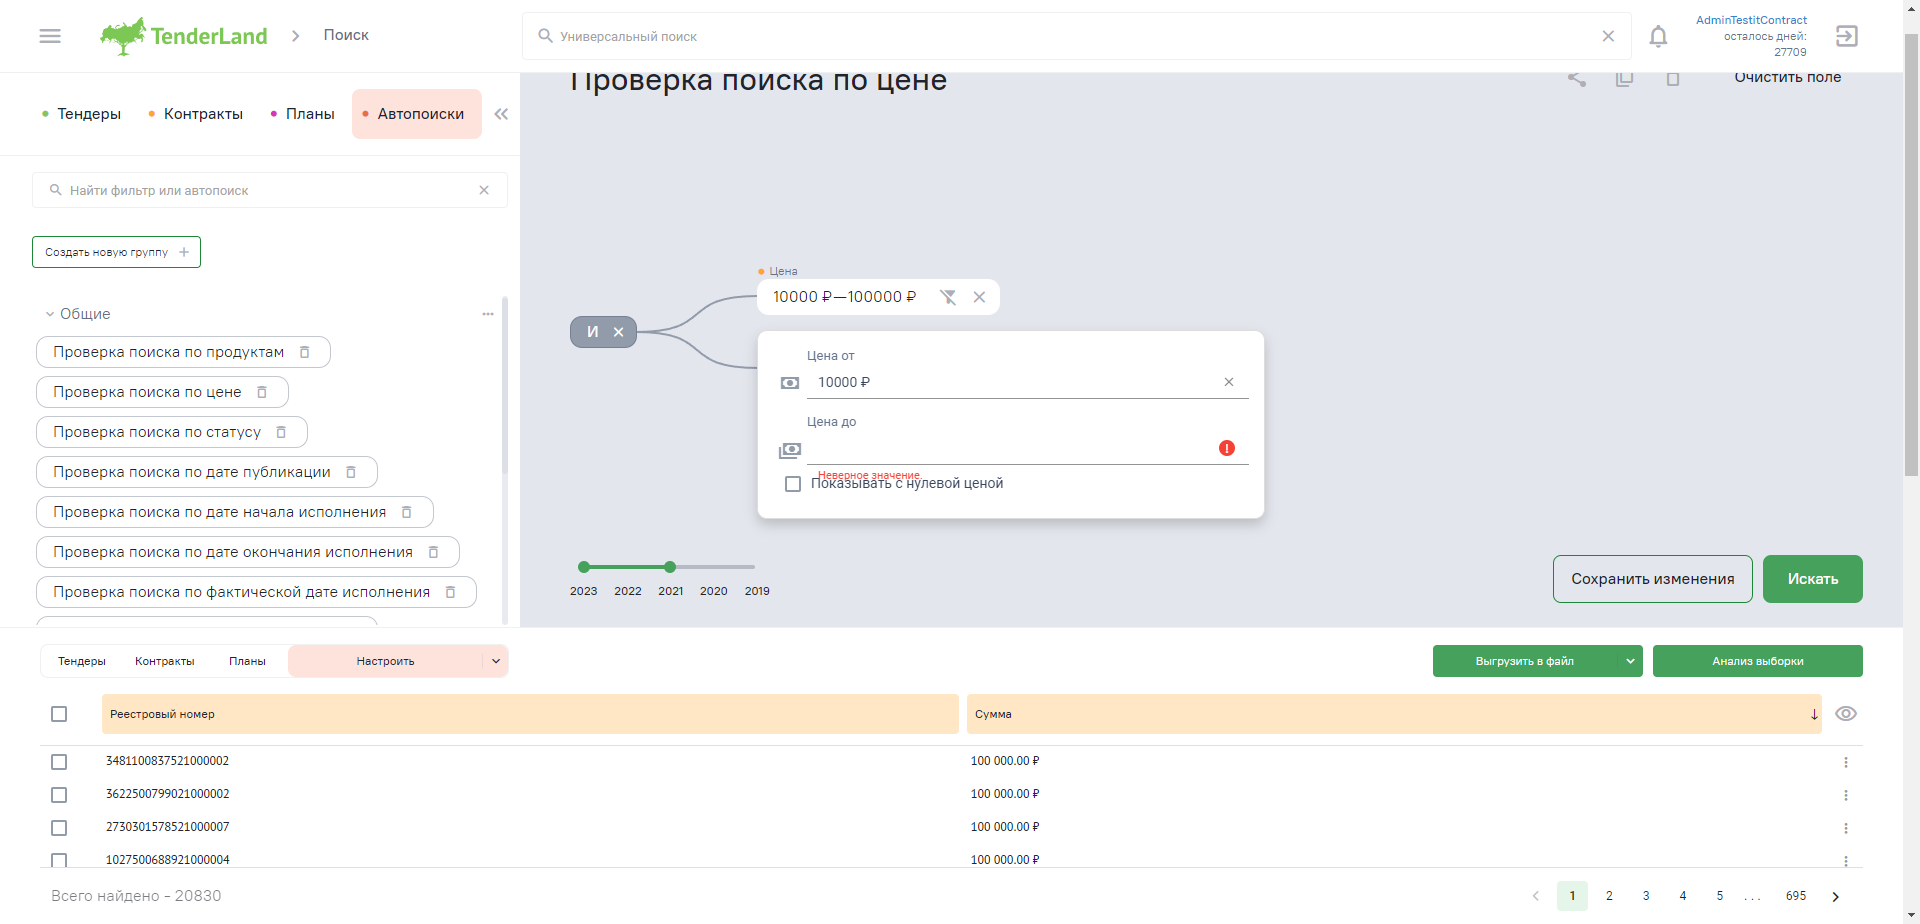 TenderLand
Поиск
Универсальный поиск
AdminTestitContract
осталось дней:
27709
Тендеры
Контракты
Планы
Автопоиски
Найти фильтр или автопоиск
Создать новую группу
Общие
Проверка поиска по продуктам
Проверка поиска по цене
Проверка поиска по статусу
Проверка поиска по дате публикации
Проверка поиска по дате начала исполнения
Проверка поиска по дате окончания исполнения
Проверка поиска по фактической дате исполнения
Проверка поиска по цене
Очистить поле
Цена
10000 ₽—100000 ₽
И
Цена от
10000 ₽
Цена до
Неверное значение.
Показывать с нулевой ценой
2023 2022 2021 2020 2019
Сохранить изменения
Искать
Тендеры Контракты Планы Настроить
Выгрузить в файл
Анализ выборки
Реестровый номер Сумма
3481100837521000002 100 000.00 ₽
3622500799021000002 100 000.00 ₽
2730301578521000007 100 000.00 ₽
1027500688921000004 100 000.00 ₽
Всего найдено - 20830
1 2 3 4 5 ... 695